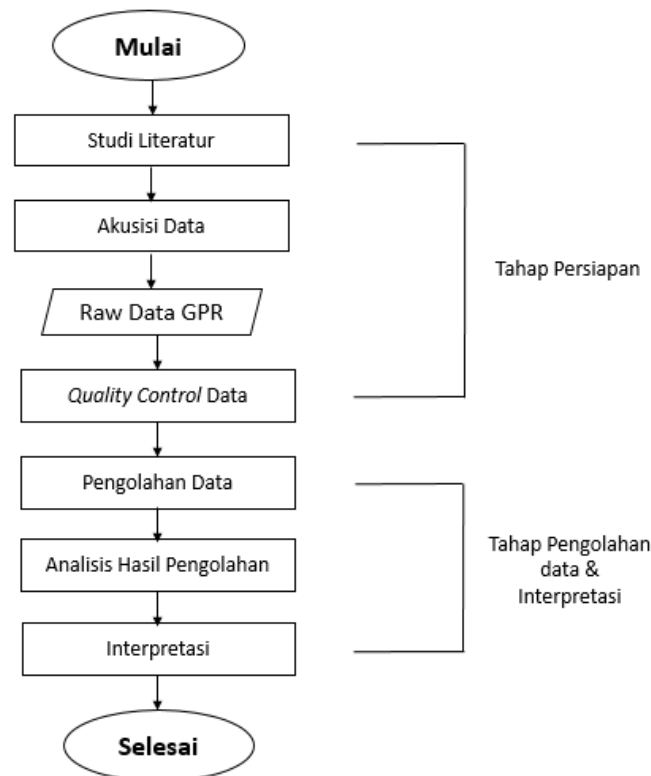 Mulai
Studi Literatur
Akusisi Data
Raw Data GPR
Quality Control Data
Tahap Persiapan
Pengolahan Data
Analisis Hasil Pengolahan
Interpretasi
Tahap Pengolahan
data &
Interpretasi
Selesai